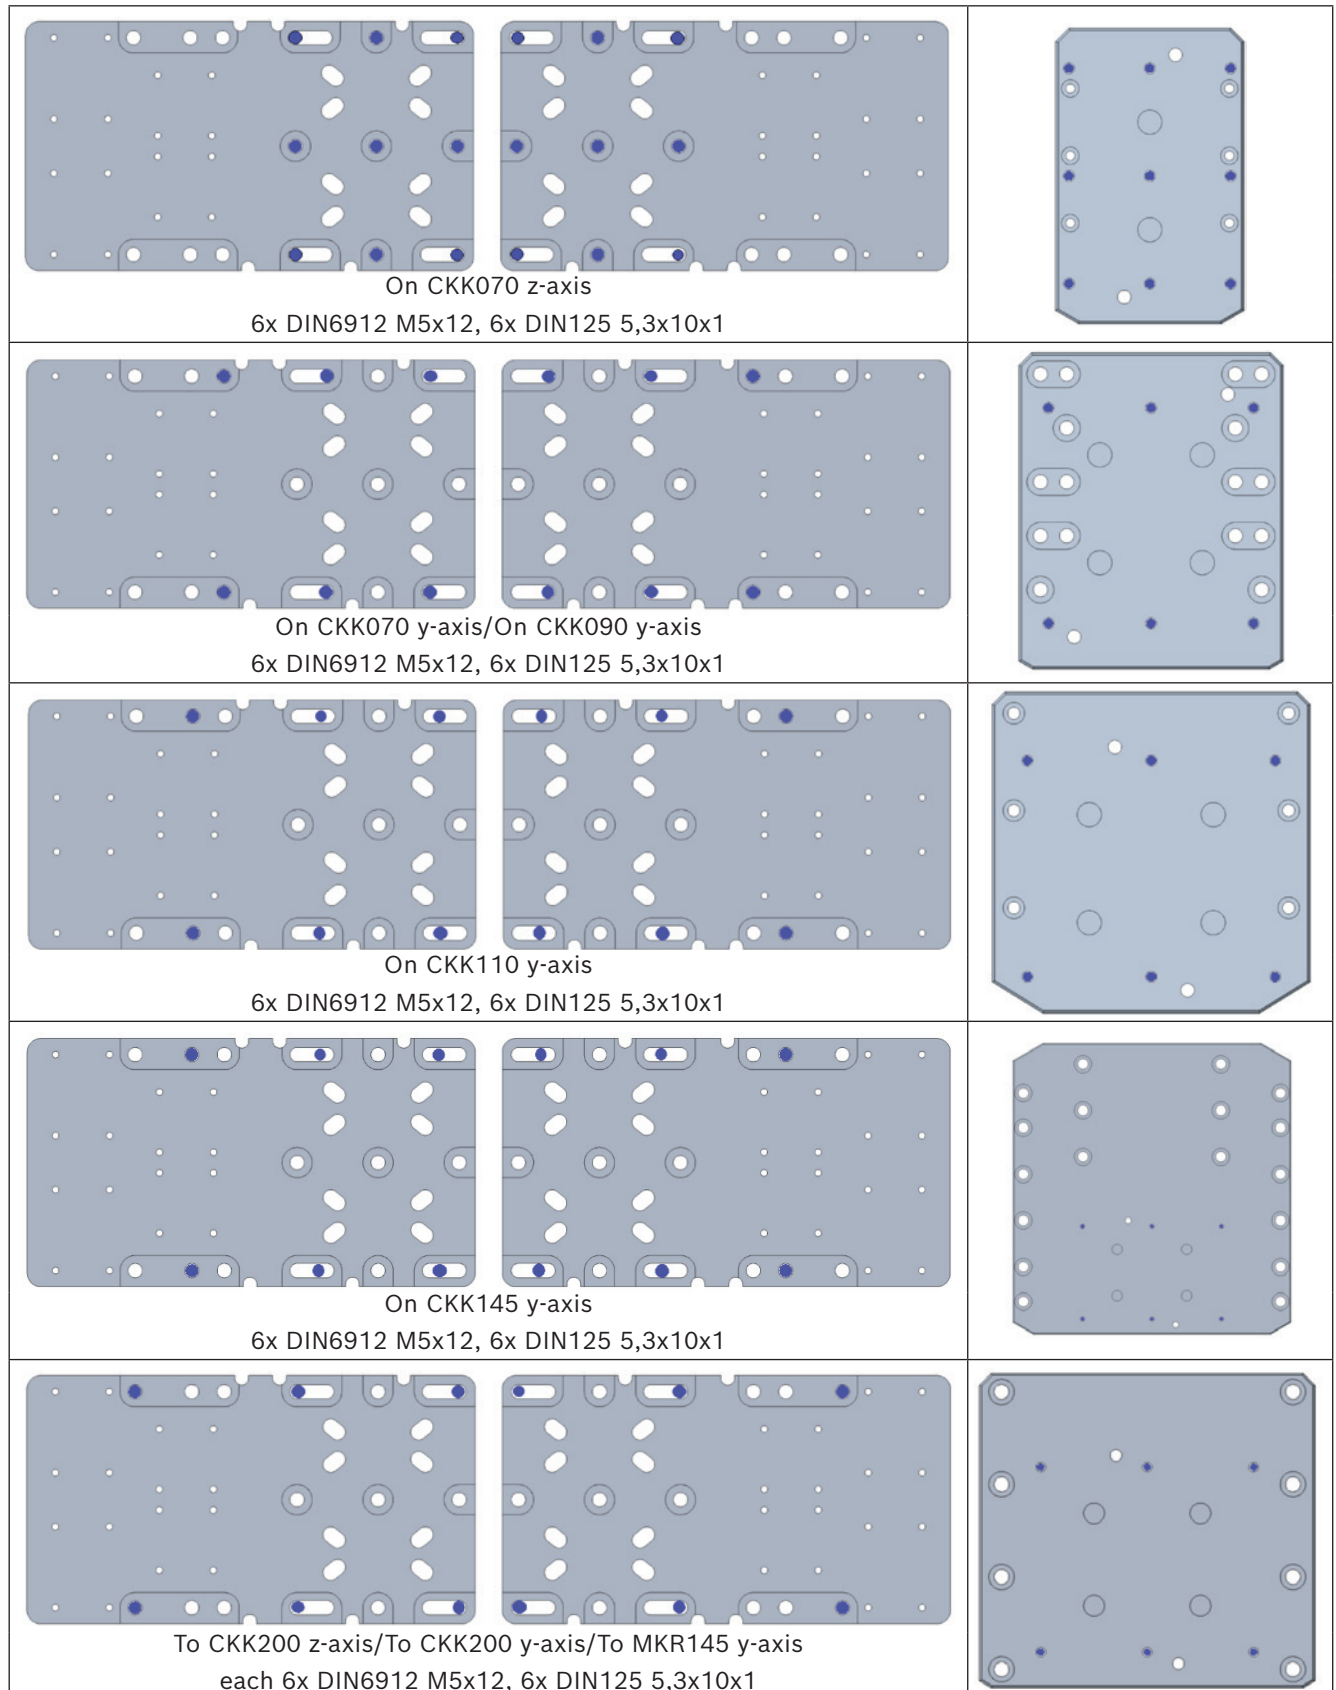 On CKK070 z-axis
6x DIN6912 M5x12, 6x DIN125 5,3x10x1
On CKK070 y-axis/On CKK090 y-axis
6x DIN6912 M5x12, 6x DIN125 5,3x10x1
On CKK110 y-axis
6x DIN6912 M5x12, 6x DIN125 5,3x10x1
On CKK145 y-axis
6x DIN6912 M5x12, 6x DIN125 5,3x10x1
To CKK200 z-axis/To CKK200 y-axis/To MKR145 y-axis
each 6x DIN6912 M5x12, 6x DIN125 5,3x10x1